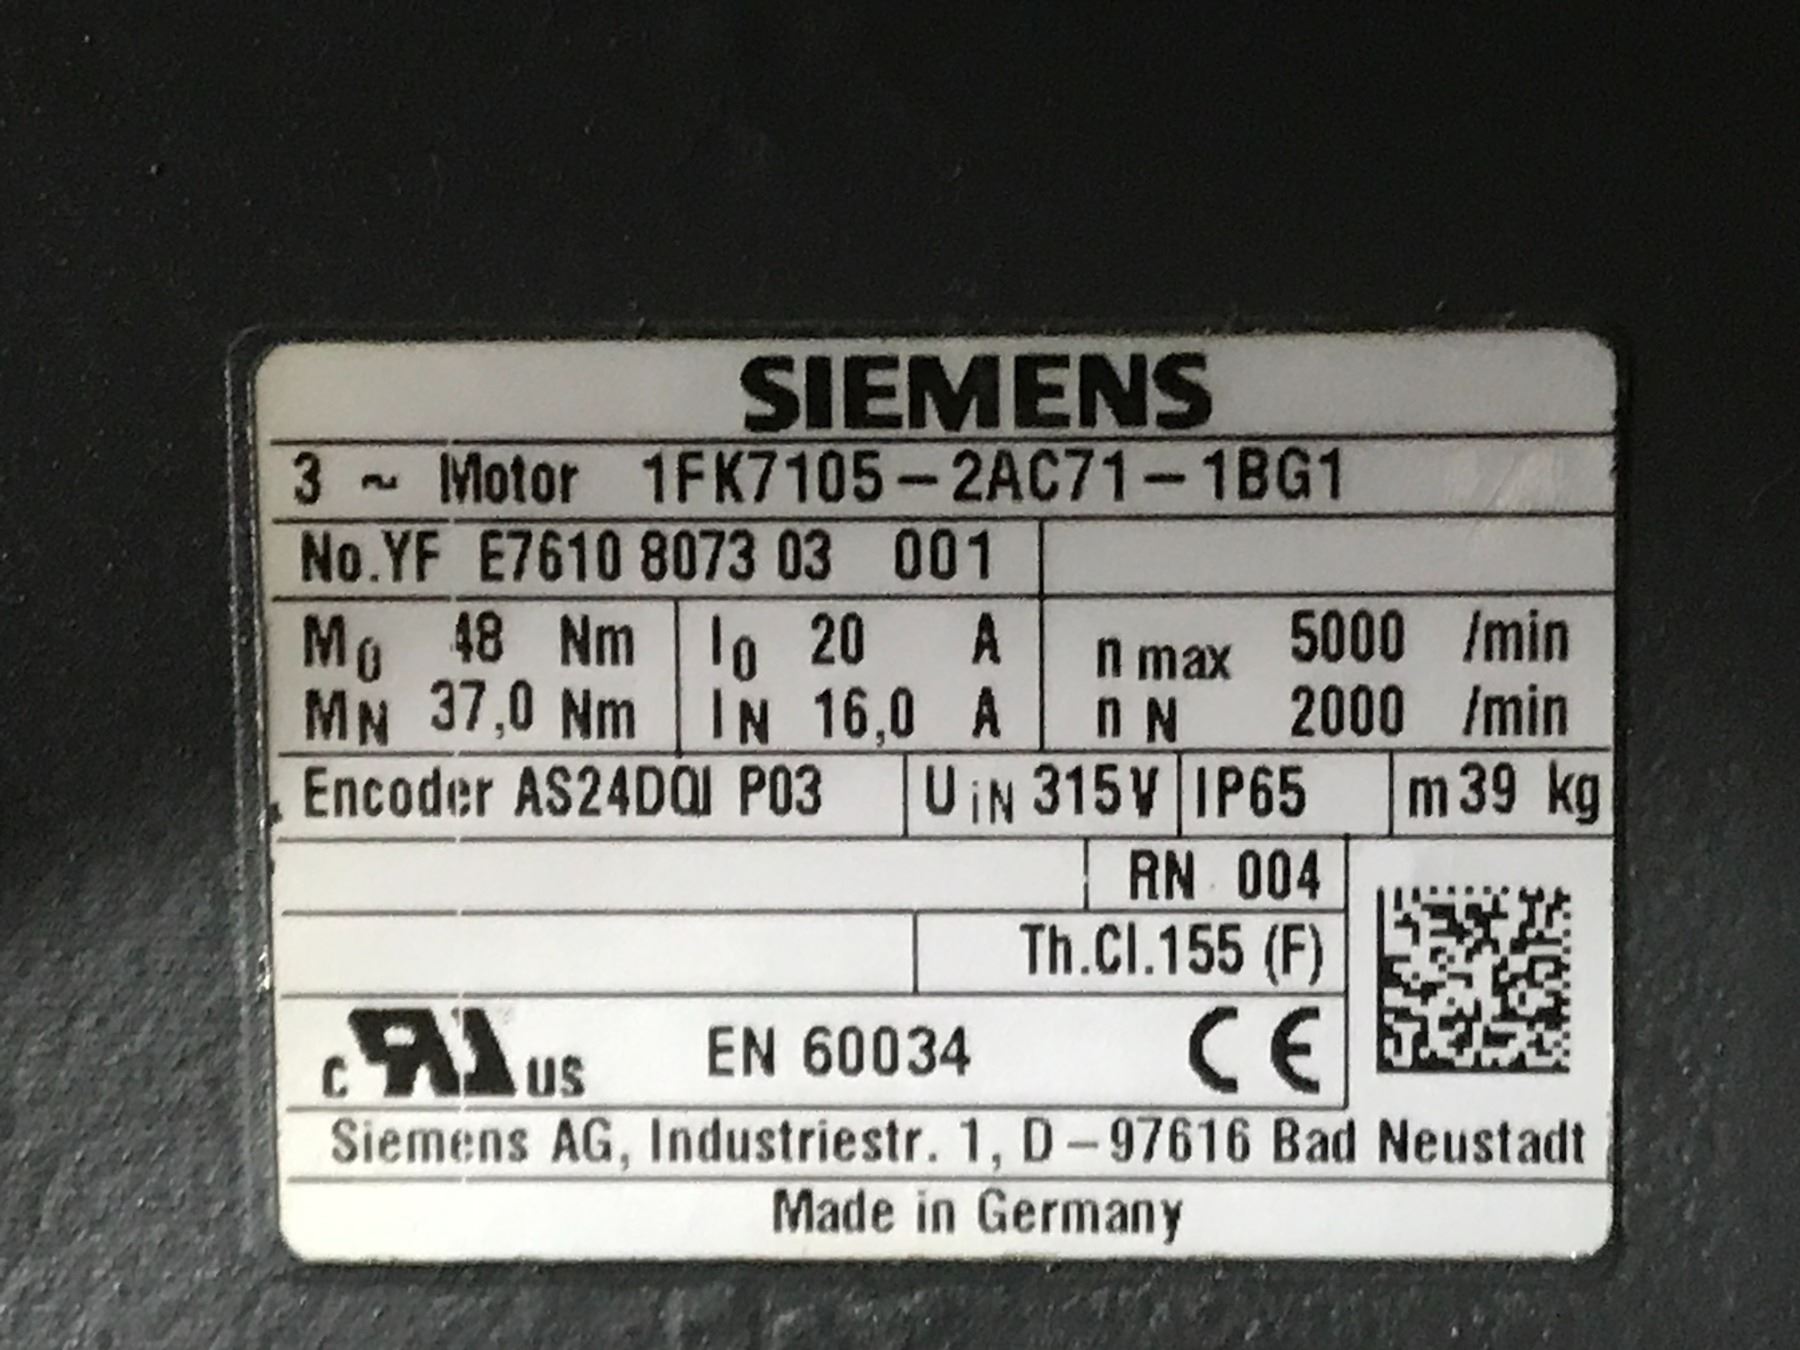 SIEMENS
3 ~ Motor 1FK7105-2AC71-1BG1
No.YF E7610 8073 03 001
M0 48 Nm I0 20 A n max 5000 /min
MN 37,0 Nm IN 16,0 A n N 2000 /min
Encoder AS24DQI P03 U iN 315V IP65 m 39 kg
RN 004
Th.Cl.155 (F)
c RU US EN 60034 CE
Siemens AG, Industriestr. 1, D-97616 Bad Neustadt
Made in Germany